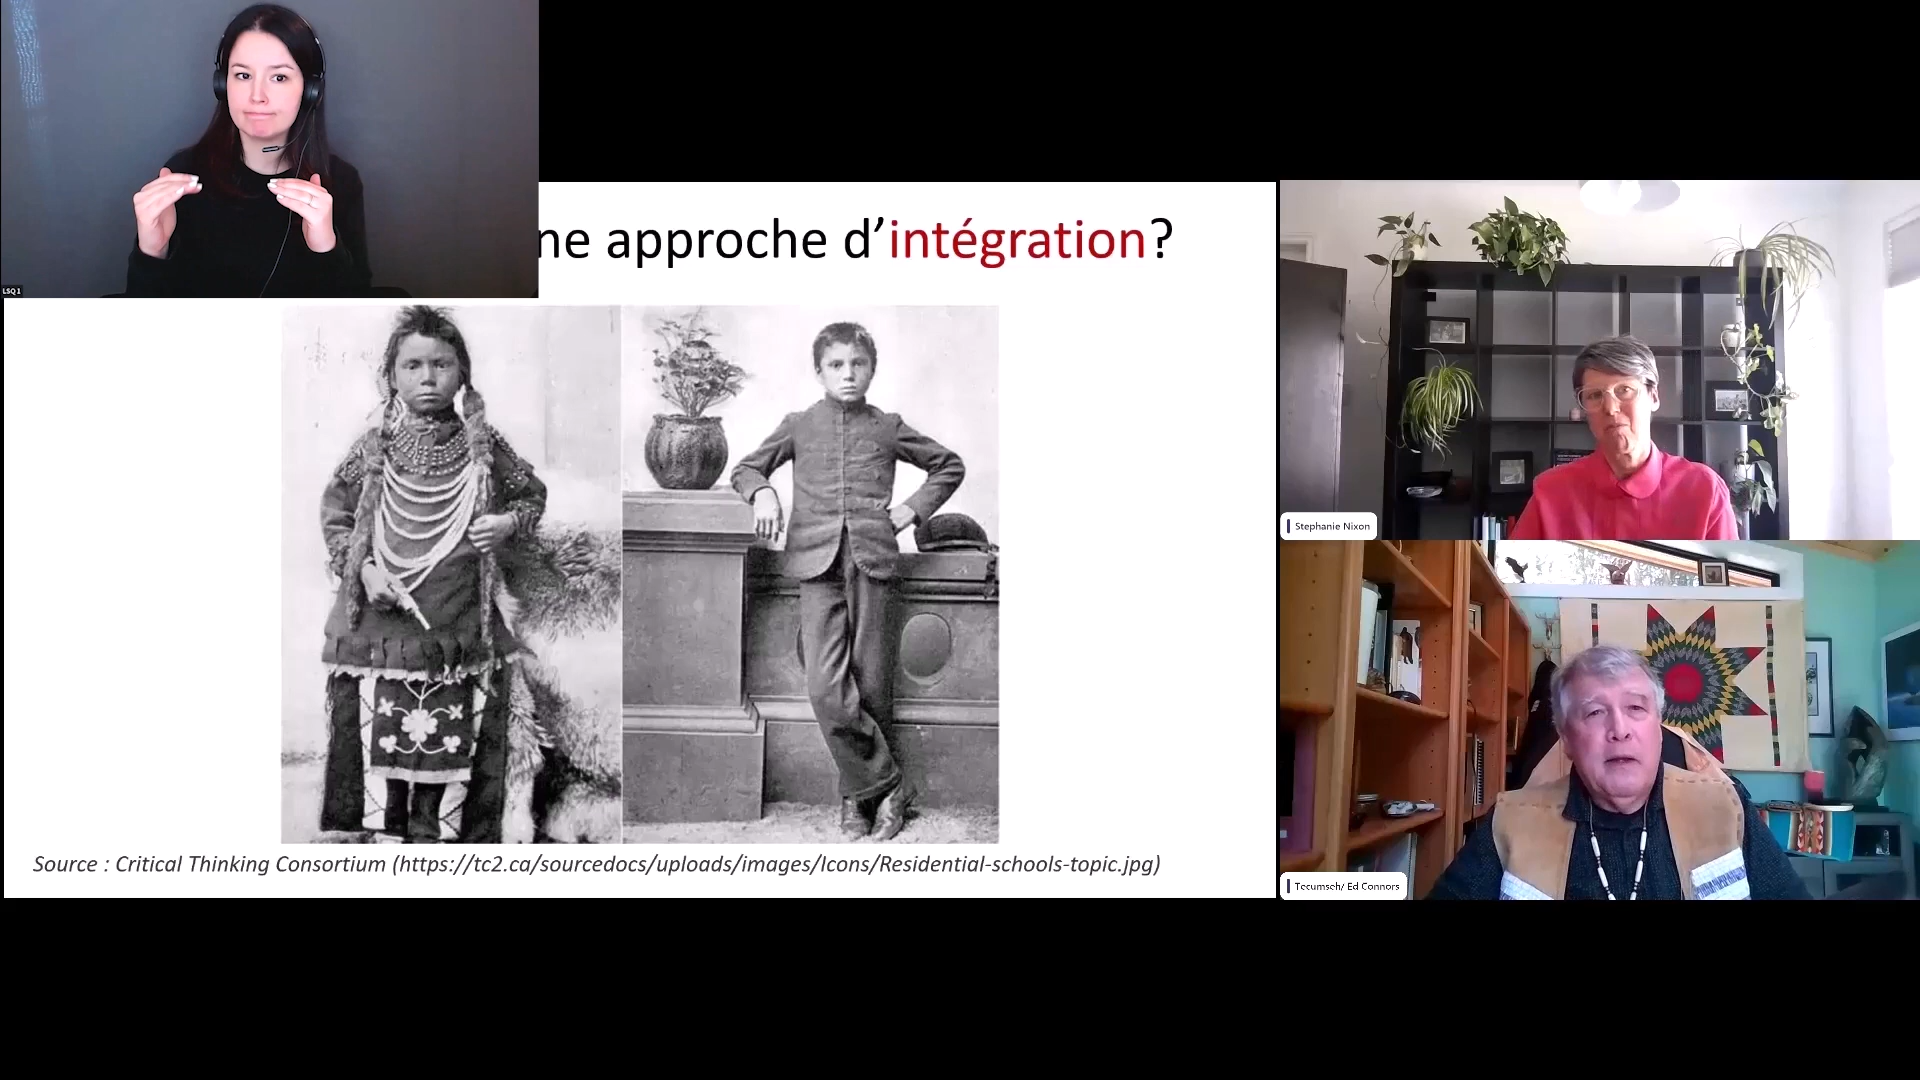 LSQ 1
ne approche d’intégration?
Source : Critical Thinking Consortium (https://tc2.ca/sourcedocs/uploads/images/Icons/Residential-schools-topic.jpg)
Stephanie Nixon
Tecumseh/ Ed Connors